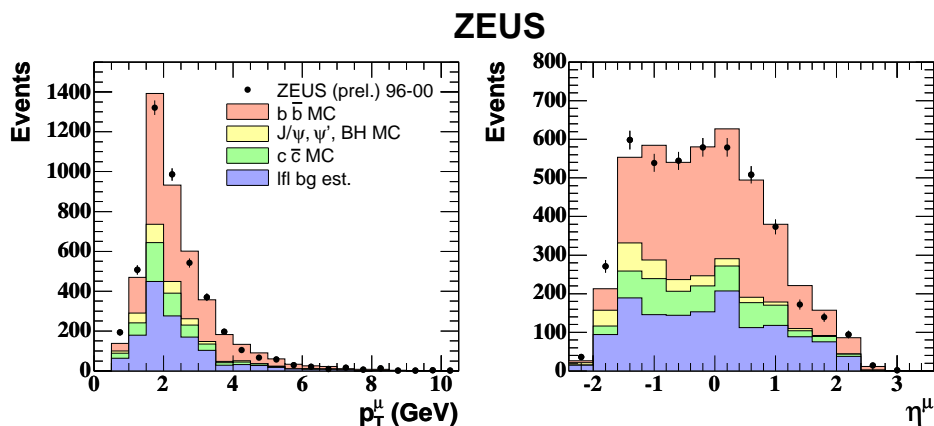 ZEUS
Events
1400
1200
1000
800
600
400
200
0
0 2 4 6 8 10
p_T^μ (GeV)
ZEUS (prel.) 96-00
b b̄ MC
J/ψ, ψ’, BH MC
c c̄ MC
lfl bg est.
Events
800
700
600
500
400
300
200
100
0
-2 -1 0 1 2 3
η^μ